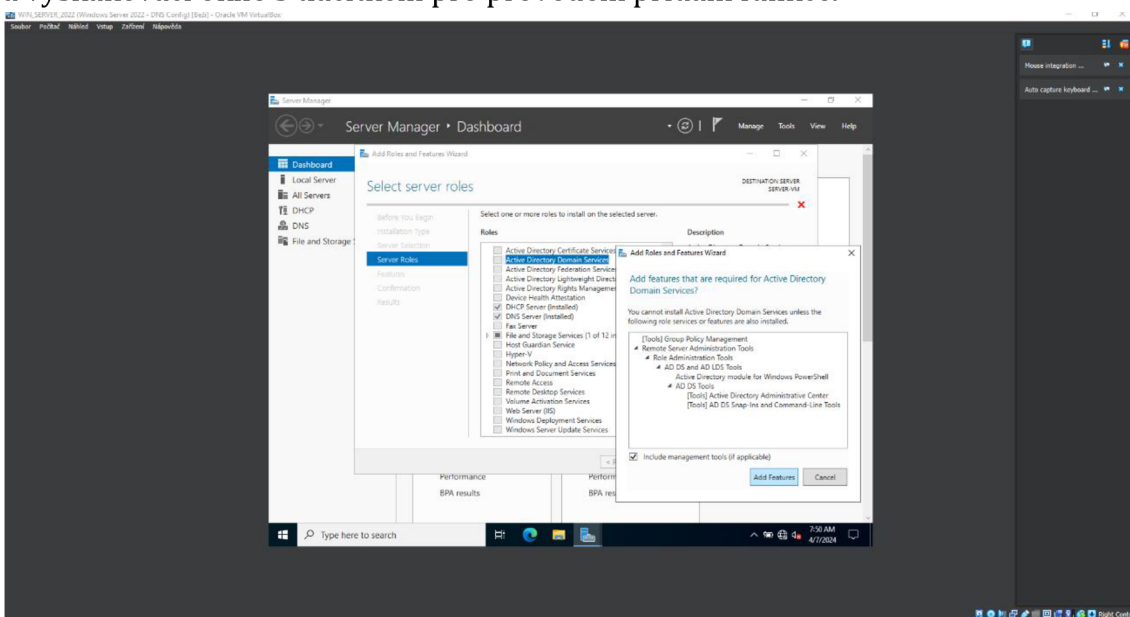 WIN_SERVER_2022 (Windows Server 2022 - DNS Config) [Beží] - Oracle VM VirtualBox
Soubor Počítač Náhled Vstup Zařízení Nápověda
Mouse integration ...
Auto capture keyboard ...
Server Manager
Server Manager • Dashboard
Manage Tools View Help
Dashboard
Local Server
All Servers
DHCP
DNS
File and Storage
Add Roles and Features Wizard
Select server roles
DESTINATION SERVER
SERVER-VM
Before You Begin
Installation Type
Server Selection
Server Roles
Features
Confirmation
Results
Select one or more roles to install on the selected server.
Roles
Description
Active Directory Certificate Services
Active Directory Domain Services
Active Directory Federation Service
Active Directory Lightweight Direct
Active Directory Rights Manageme
Device Health Attestation
DHCP Server (Installed)
DNS Server (Installed)
Fax Server
File and Storage Services (1 of 12 in
Host Guardian Service
Hyper-V
Network Policy and Access Services
Print and Document Services
Remote Access
Remote Desktop Services
Volume Activation Services
Web Server (IIS)
Windows Deployment Services
Windows Server Update Services
Add Roles and Features Wizard
Add features that are required for Active Directory
Domain Services?
You cannot install Active Directory Domain Services unless the
following role services or features are also installed.
[Tools] Group Policy Management
Remote Server Administration Tools
Role Administration Tools
AD DS and AD LDS Tools
Active Directory module for Windows PowerShell
AD DS Tools
[Tools] Active Directory Administrative Center
[Tools] AD DS Snap-Ins and Command-Line Tools
Include management tools (if applicable)
Add Features Cancel
Performance
BPA results
Perform
BPA res
Type here to search
7:50 AM
4/7/2024
Right Cont